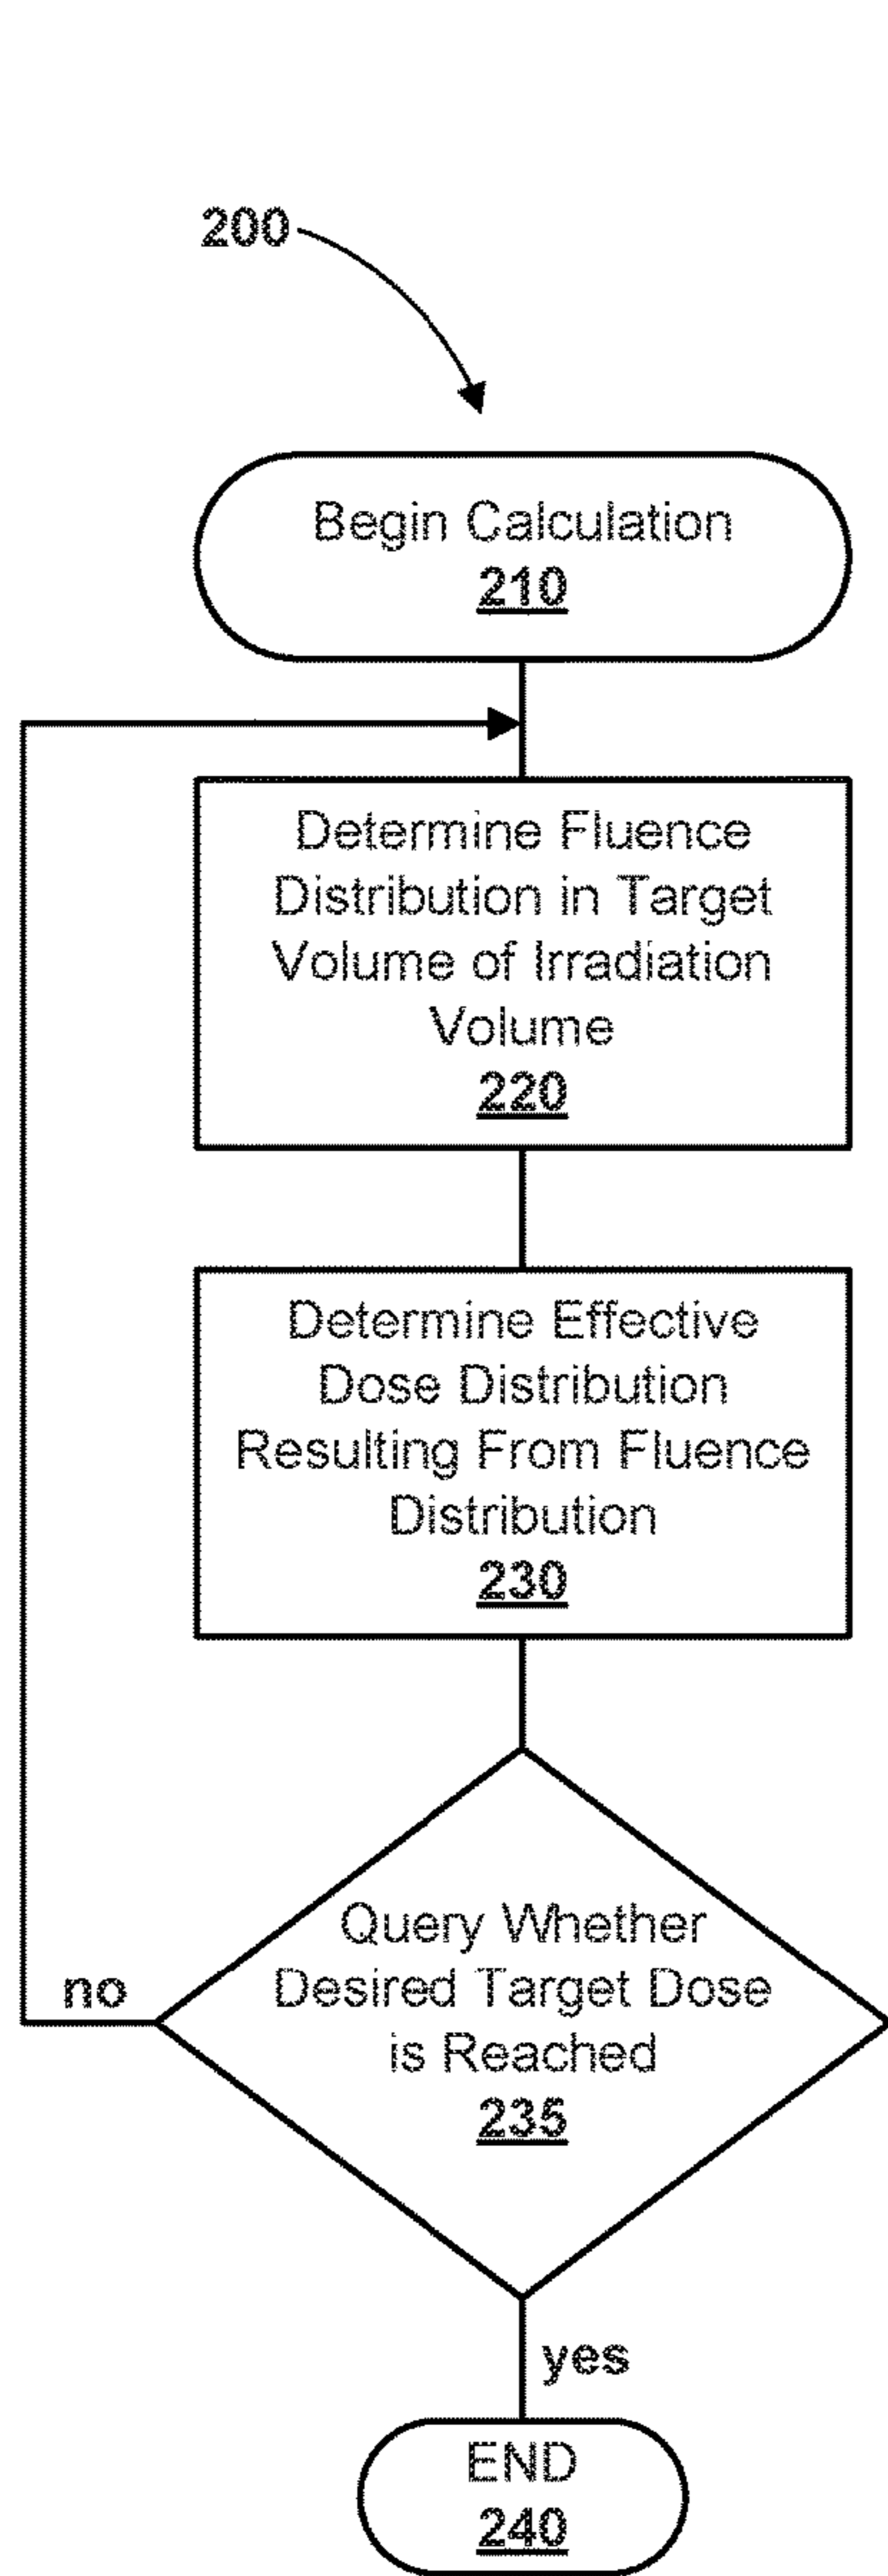 200
Begin Calculation
210
Determine Fluence
Distribution in Target
Volume of Irradiation
Volume
220
Determine Effective
Dose Distribution
Resulting From Fluence
Distribution
230
Query Whether
Desired Target Dose
is Reached
235
no
yes
END
240